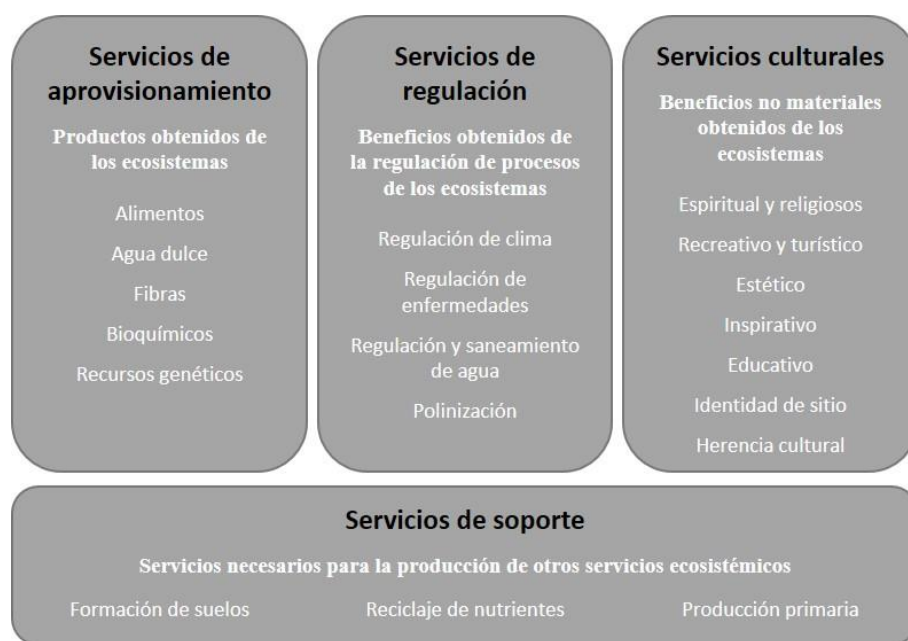 Servicios de
aprovisionamiento
Productos obtenidos de
los ecosistemas
Alimentos
Agua dulce
Fibras
Bioquímicos
Recursos genéticos
Servicios de
regulación
Beneficios obtenidos de
la regulación de procesos
de los ecosistemas
Regulación de clima
Regulación de
enfermedades
Regulación y saneamiento
de agua
Polinización
Servicios culturales
Beneficios no materiales
obtenidos de los
ecosistemas
Espiritual y religiosos
Recreativo y turístico
Estético
Inspirativo
Educativo
Identidad de sitio
Herencia cultural
Servicios de soporte
Servicios necesarios para la producción de otros servicios ecosistémicos
Formación de suelos Reciclaje de nutrientes Producción primaria